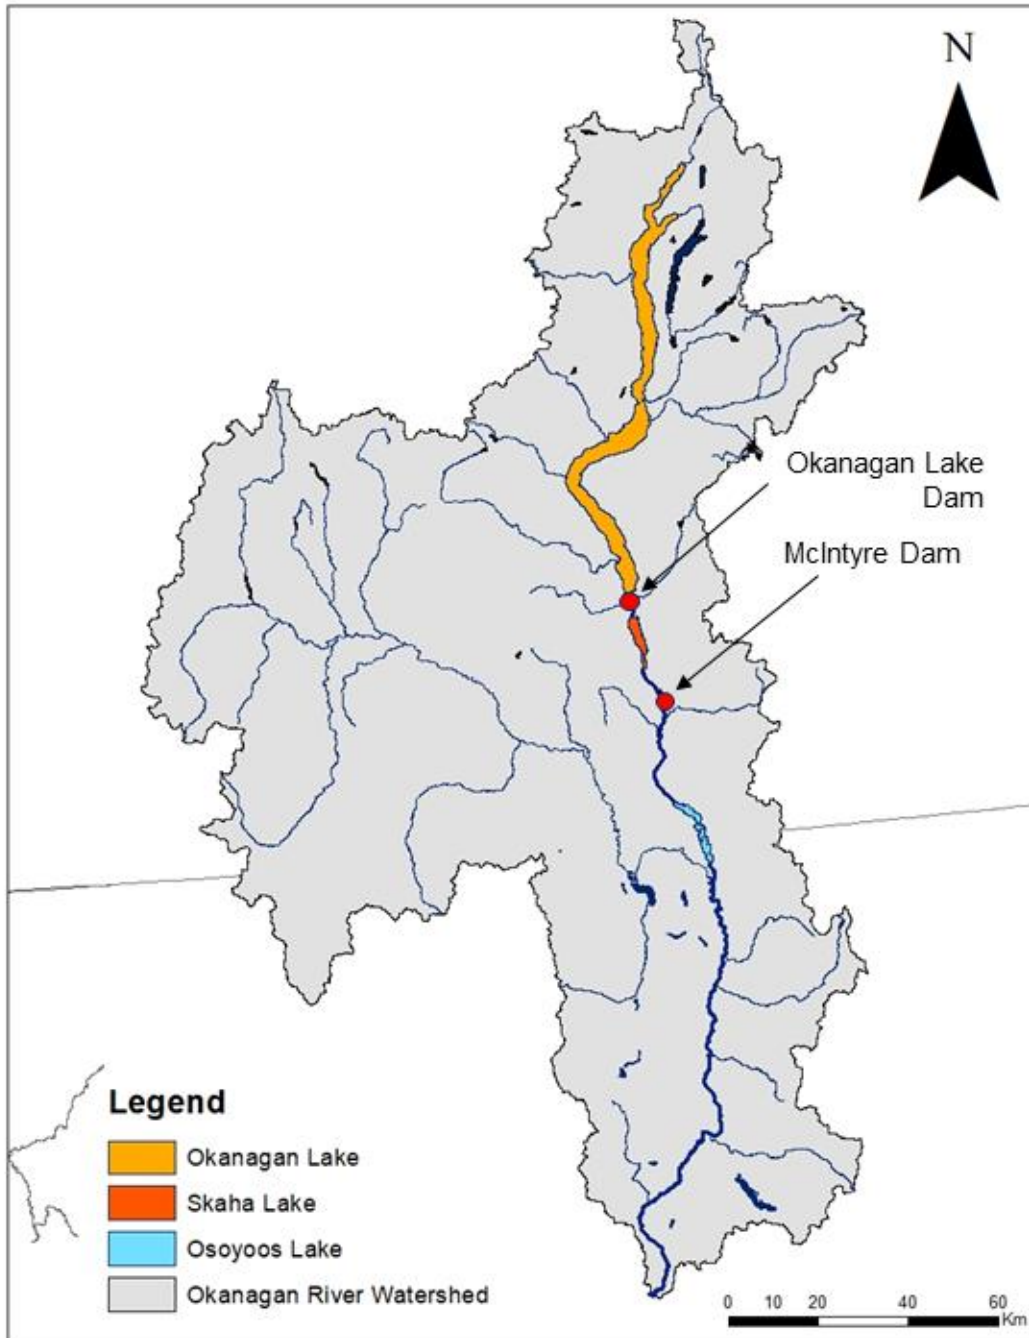 N
Okanagan Lake
Dam
McIntyre Dam
Legend
Okanagan Lake
Skaha Lake
Osoyoos Lake
Okanagan River Watershed
0 10 20 40 60
Km